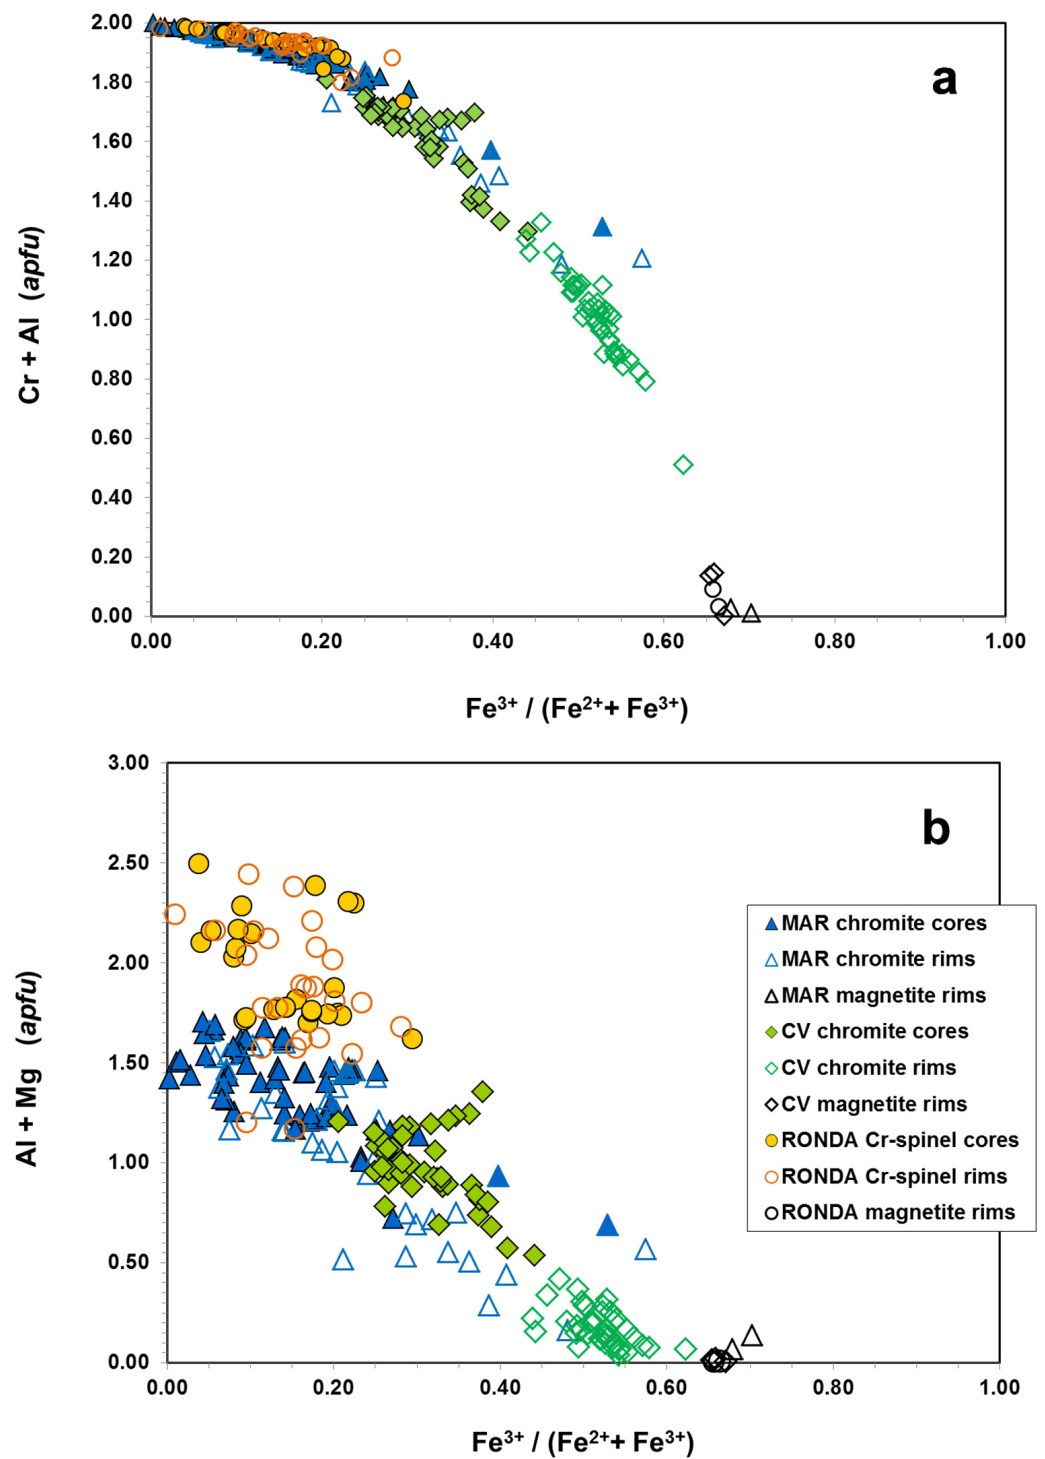 2.00
1.80
1.60
1.40
1.20
1.00
0.80
0.60
0.40
0.20
0.00
Cr + Al (apfu)
a
0.00 0.20 0.40 0.60 0.80 1.00
Fe3+ / (Fe2++ Fe3+)
3.00
2.50
2.00
1.50
1.00
0.50
0.00
Al + Mg (apfu)
b
MAR chromite cores
MAR chromite rims
MAR magnetite rims
CV chromite cores
CV chromite rims
CV magnetite rims
RONDA Cr-spinel cores
RONDA Cr-spinel rims
RONDA magnetite rims
0.00 0.20 0.40 0.60 0.80 1.00
Fe3+ / (Fe2++ Fe3+)